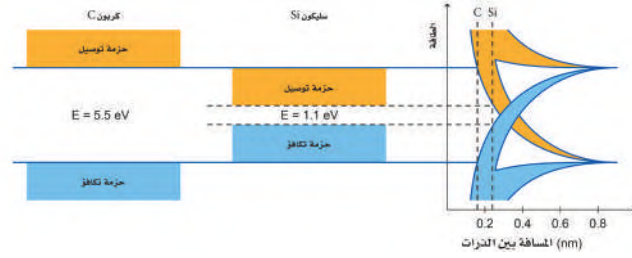 كربون C
سليكون Si
C Si
الطاقة
حزمة توصيل
حزمة توصيل
E = 5.5 eV
E = 1.1 eV
حزمة تكافؤ
حزمة تكافؤ
0.2 0.4 0.6 0.8
المسافة بين الذرات (nm)